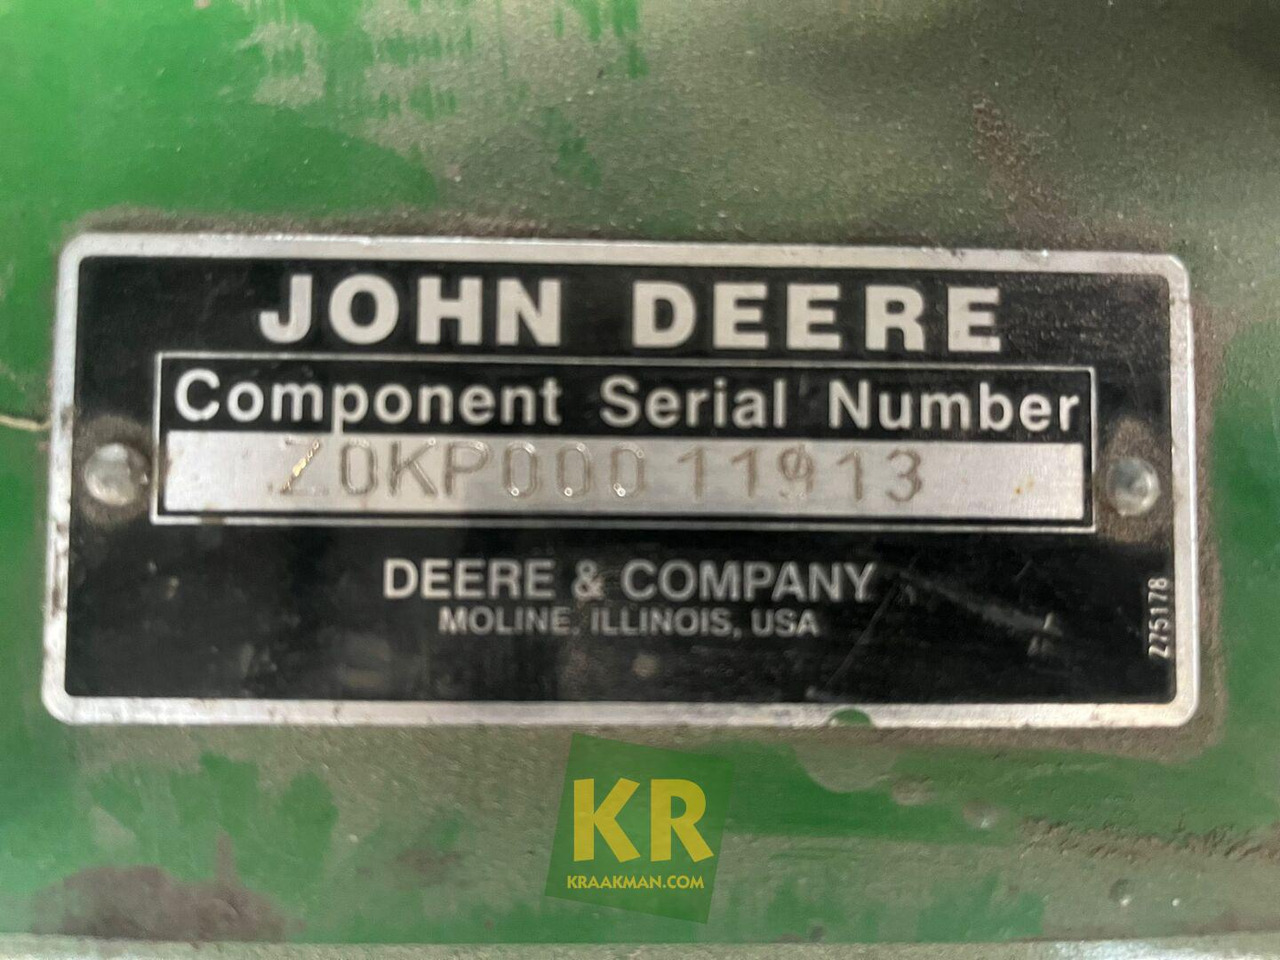 JOHN DEERE
Component Serial Number
Z0KP00011913
DEERE & COMPANY
MOLINE, ILLINOIS, USA
275178
KR
KRAAKMAN.COM